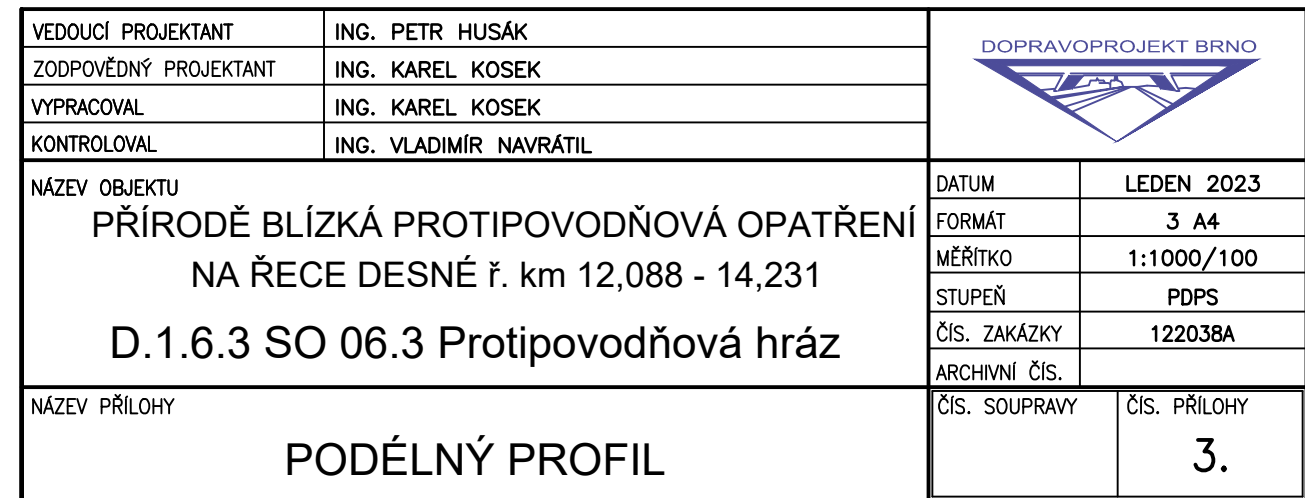 VEDOUCÍ PROJEKTANT ING. PETR HUSÁK
ZODPOVĚDNÝ PROJEKTANT ING. KAREL KOSEK
VYPRACOVAL ING. KAREL KOSEK
KONTROLOVAL ING. VLADIMÍR NAVRÁTIL
DOPRAVOPROJEKT BRNO
NÁZEV OBJEKTU
PŘÍRODĚ BLÍZKÁ PROTIPOVODŇOVÁ OPATŘENÍ
NA ŘECE DESNÉ ř. km 12,088 - 14,231
D.1.6.3 SO 06.3 Protipovodňová hráz
DATUM LEDEN 2023
FORMÁT 3 A4
MĚŘÍTKO 1:1000/100
STUPEŇ PDPS
ČÍS. ZAKÁZKY 122038A
ARCHIVNÍ ČÍS.
NÁZEV PŘÍLOHY
PODÉLNÝ PROFIL
ČÍS. SOUPRAVY
ČÍS. PŘÍLOHY
3.